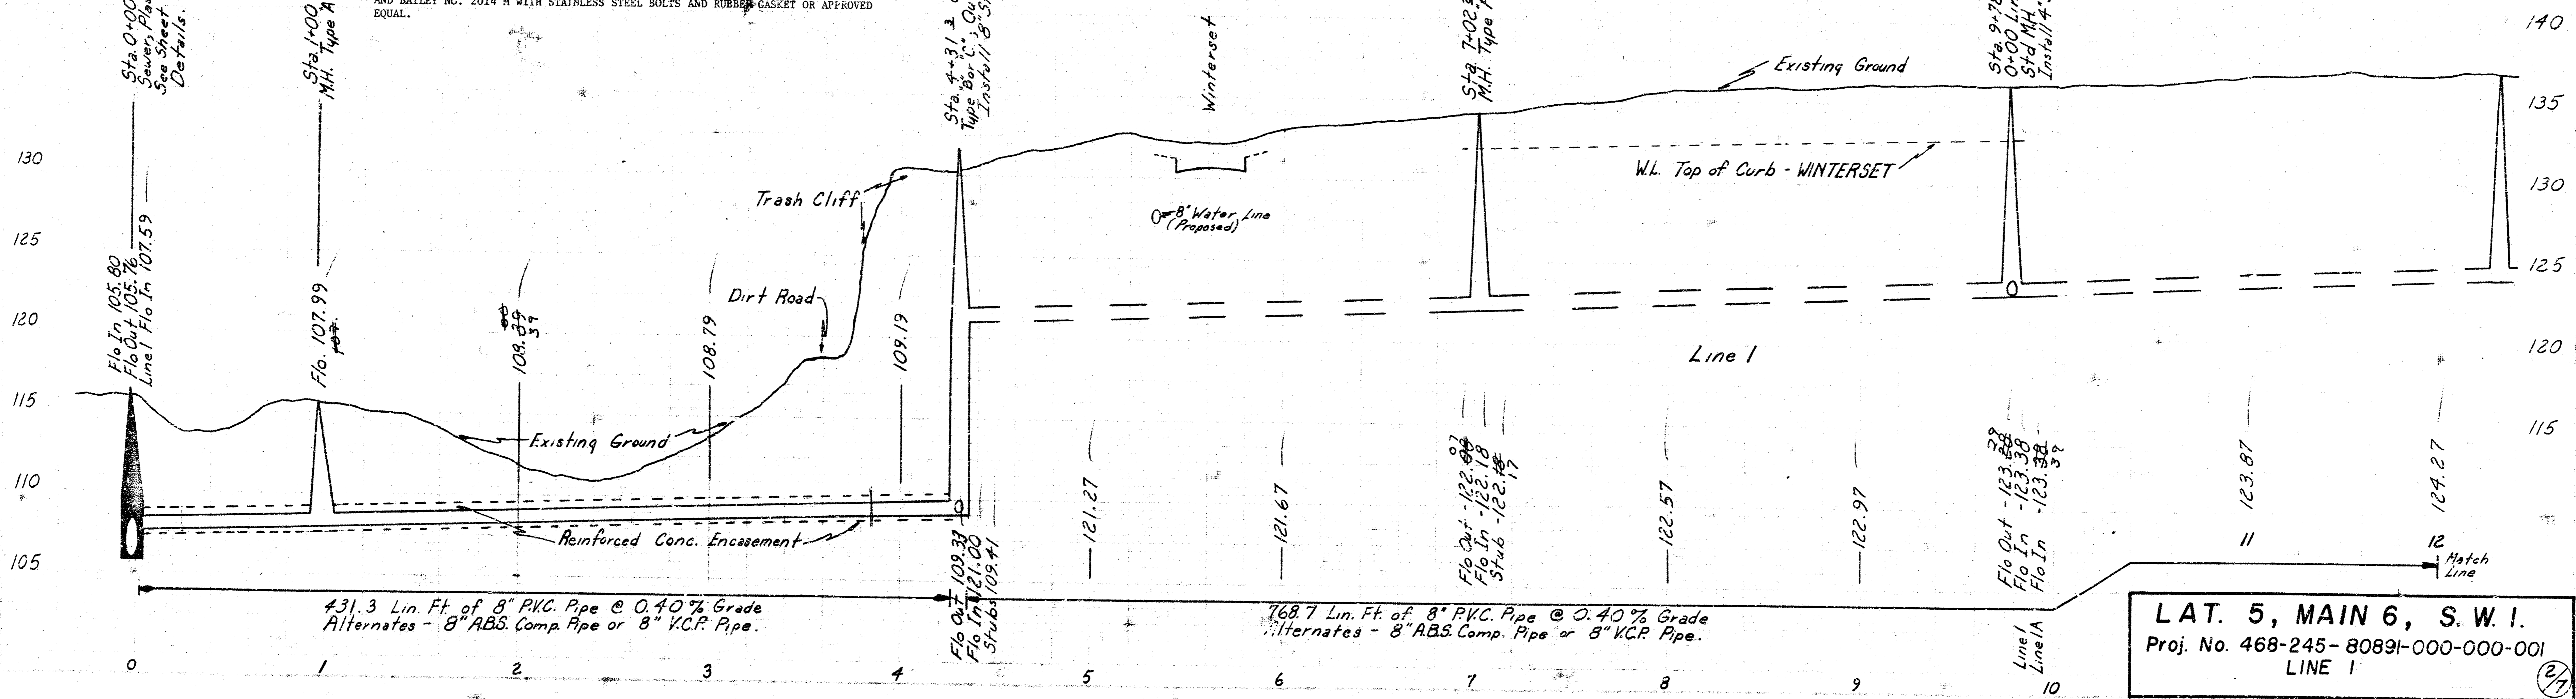 AND BAILEY NO. 2014 M WITH STAINLESS STEEL BOLTS AND RUBBER GASKET OR APPROVED
EQUAL.
Sta. 0+00
Sewer, Plas
See Sheet
Details.
Sta. 1+00
M.H. Type A
Sta. 4+31.3
Type "B" or "C", Ou
Install 8" S
Winterset
Sta. 7+02.
M.H. Type
Sta. 9+7
0+00 Lin
Std M.H.
Install 4"
140
135
130
125
120
115
130
125
120
115
110
105
Existing Ground
W.L. Top of Curb - WINTERSET
Trash Cliff
8" Water Line
(Proposed)
Dirt Road
Flo In 105.80
Flo Out 105.76
Line 1 Flo In 107.59
Flo. 107.99
108.39
39
108.79
109.19
Line 1
Existing Ground
Reinforced Conc. Encasement
Flo Out 109.33
Flo In 121.00
Stubs 109.41
121.27
121.67
07
Flo Out - 122.
Flo In - 122.18
Stub - 122.18
17
122.57
122.97
29
Flo Out - 123.28
Flo In - 123.38
Flo In - 123.38
39
123.87
124.27
11
12
Match
Line
431.3 Lin. Ft. of 8" P.V.C. Pipe @ 0.40 % Grade
Alternates - 8" A.B.S. Comp. Pipe or 8" V.C.P. Pipe.
768.7 Lin. Ft. of 8" P.V.C. Pipe @ 0.40 % Grade
Alternates - 8" A.B.S. Comp. Pipe or 8" V.C.P. Pipe.
Line 1
Line 1A
0 1 2 3 4 5 6 7 8 9 10
LAT. 5, MAIN 6, S. W. I.
Proj. No. 468-245-80891-000-000-001
LINE 1
2/7